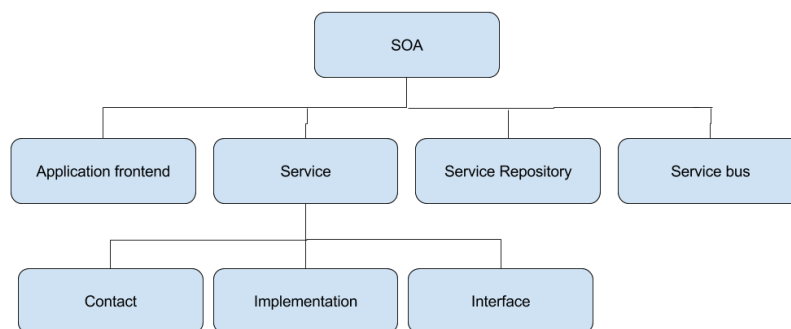 SOA
Application frontend
Service
Service Repository
Service bus
Contact
Implementation
Interface